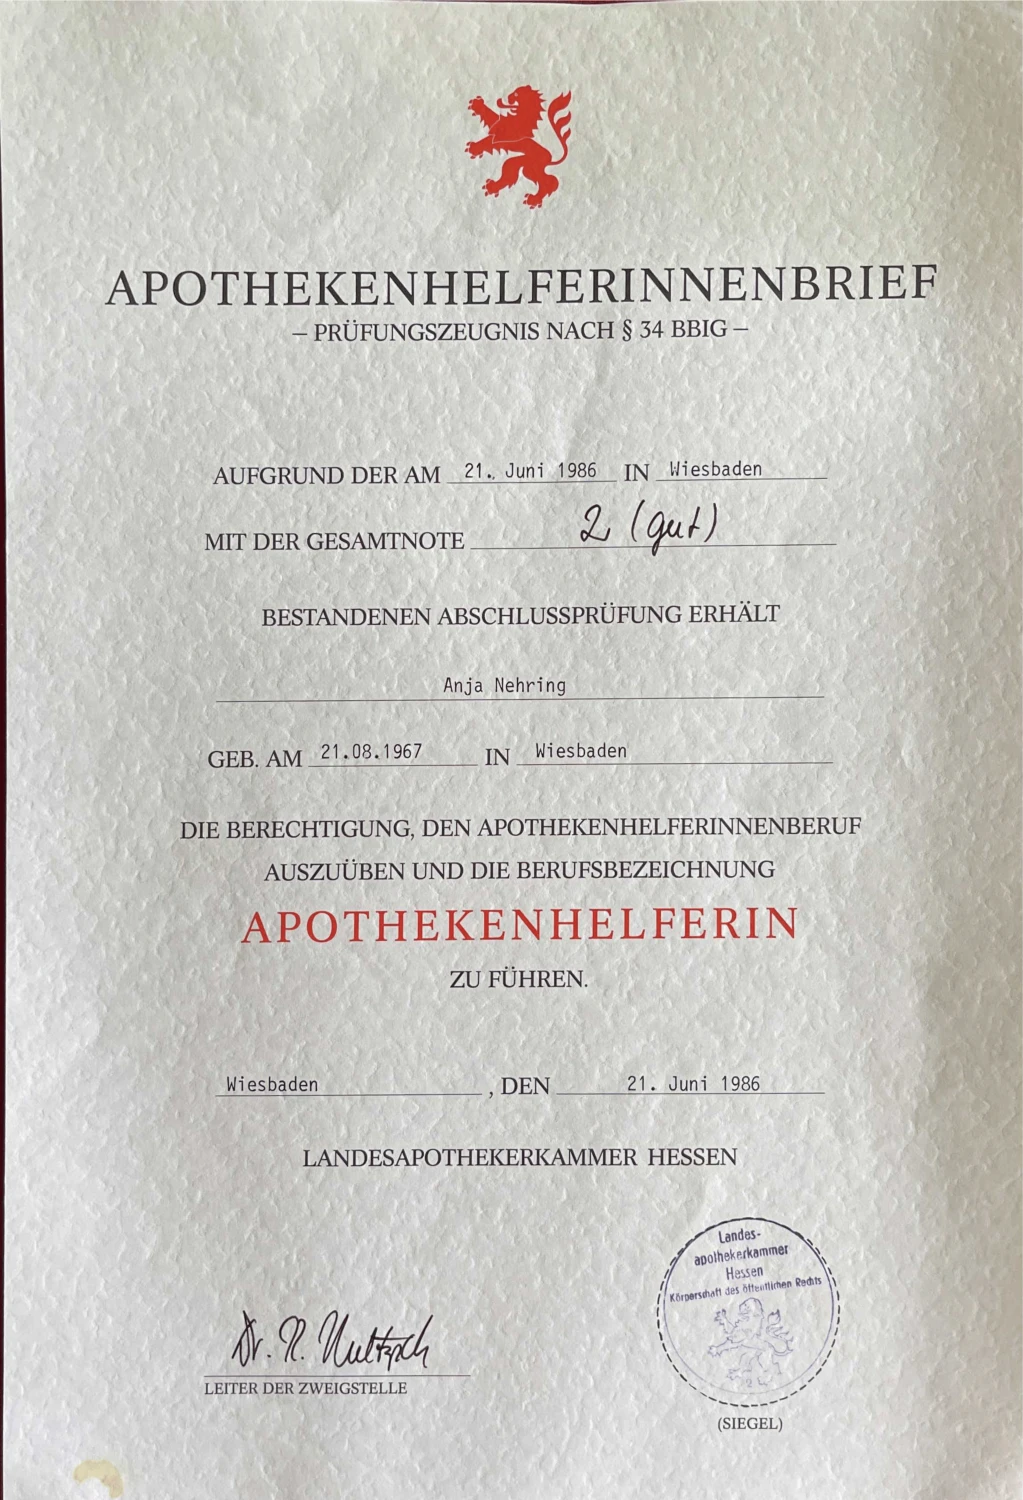 APOTHEKENHELFERINNENBRIEF
– PRÜFUNGSZEUGNIS NACH § 34 BBIG –
AUFGRUND DER AM 21. Juni 1986 IN Wiesbaden
MIT DER GESAMTNOTE 2 (gut)
BESTANDENEN ABSCHLUSSPRÜFUNG ERHÄLT
Anja Nehring
GEB. AM 21.08.1967 IN Wiesbaden
DIE BERECHTIGUNG, DEN APOTHEKENHELFERINNENBERUF
AUSZUÜBEN UND DIE BERUFSBEZEICHNUNG
APOTHEKENHELFERIN
ZU FÜHREN.
Wiesbaden, DEN 21. Juni 1986
LANDESAPOTHEKERKAMMER HESSEN
Landes-
apothekerkammer
Hessen
Körperschaft des öffentlichen Rechts
Dr. R.
LEITER DER ZWEIGSTELLE
(SIEGEL)